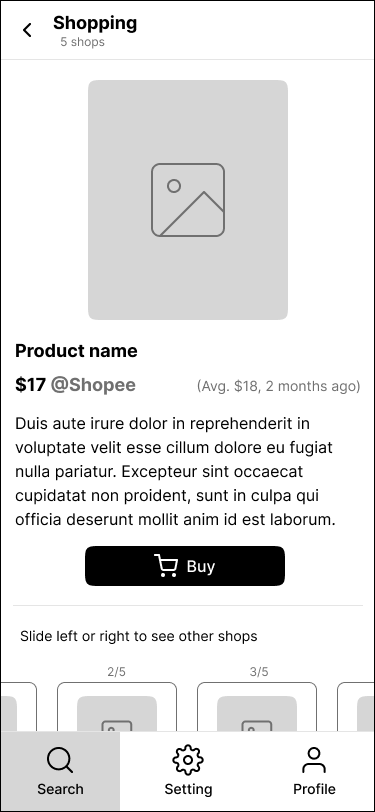 Shopping
5 shops
Product name
$17 @Shopee (Avg. $18, 2 months ago)
Duis aute irure dolor in reprehenderit in
voluptate velit esse cillum dolore eu fugiat
nulla pariatur. Excepteur sint occaecat
cupidatat non proident, sunt in culpa qui
officia deserunt mollit anim id est laborum.
Buy
Slide left or right to see other shops
2/5 3/5
Search Setting Profile